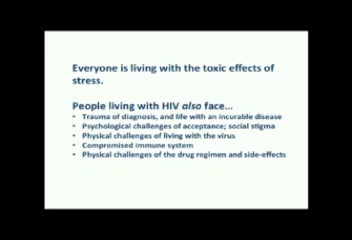 Everyone is living with the toxic effects of
stress.
People living with HIV also face...
• Trauma of diagnosis, and life with an incurable disease
• Psychological challenges of acceptance; social stigma
• Physical challenges of living with the virus
• Compromised immune system
• Physical challenges of the drug regimen and side-effects